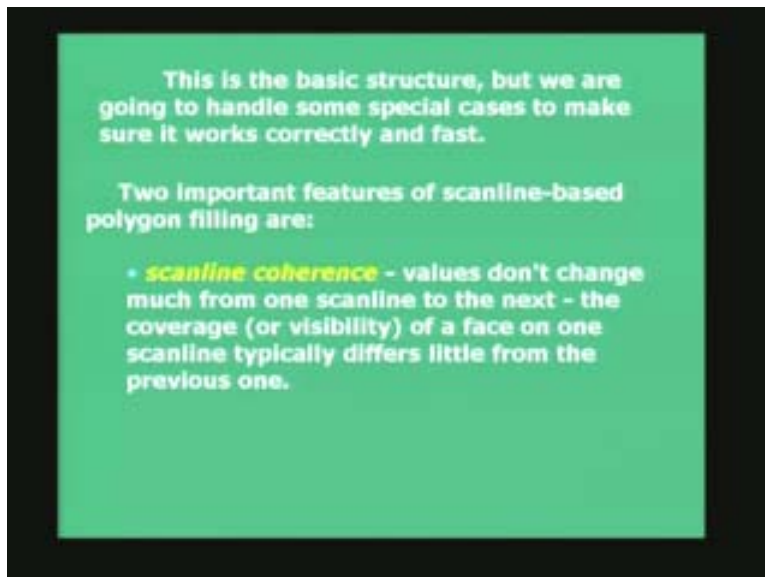 This is the basic structure, but we are
going to handle some special cases to make
sure it works correctly and fast.
Two important features of scanline-based
polygon filling are:
• scanline coherence - values don't change
much from one scanline to the next - the
coverage (or visibility) of a face on one
scanline typically differs little from the
previous one.